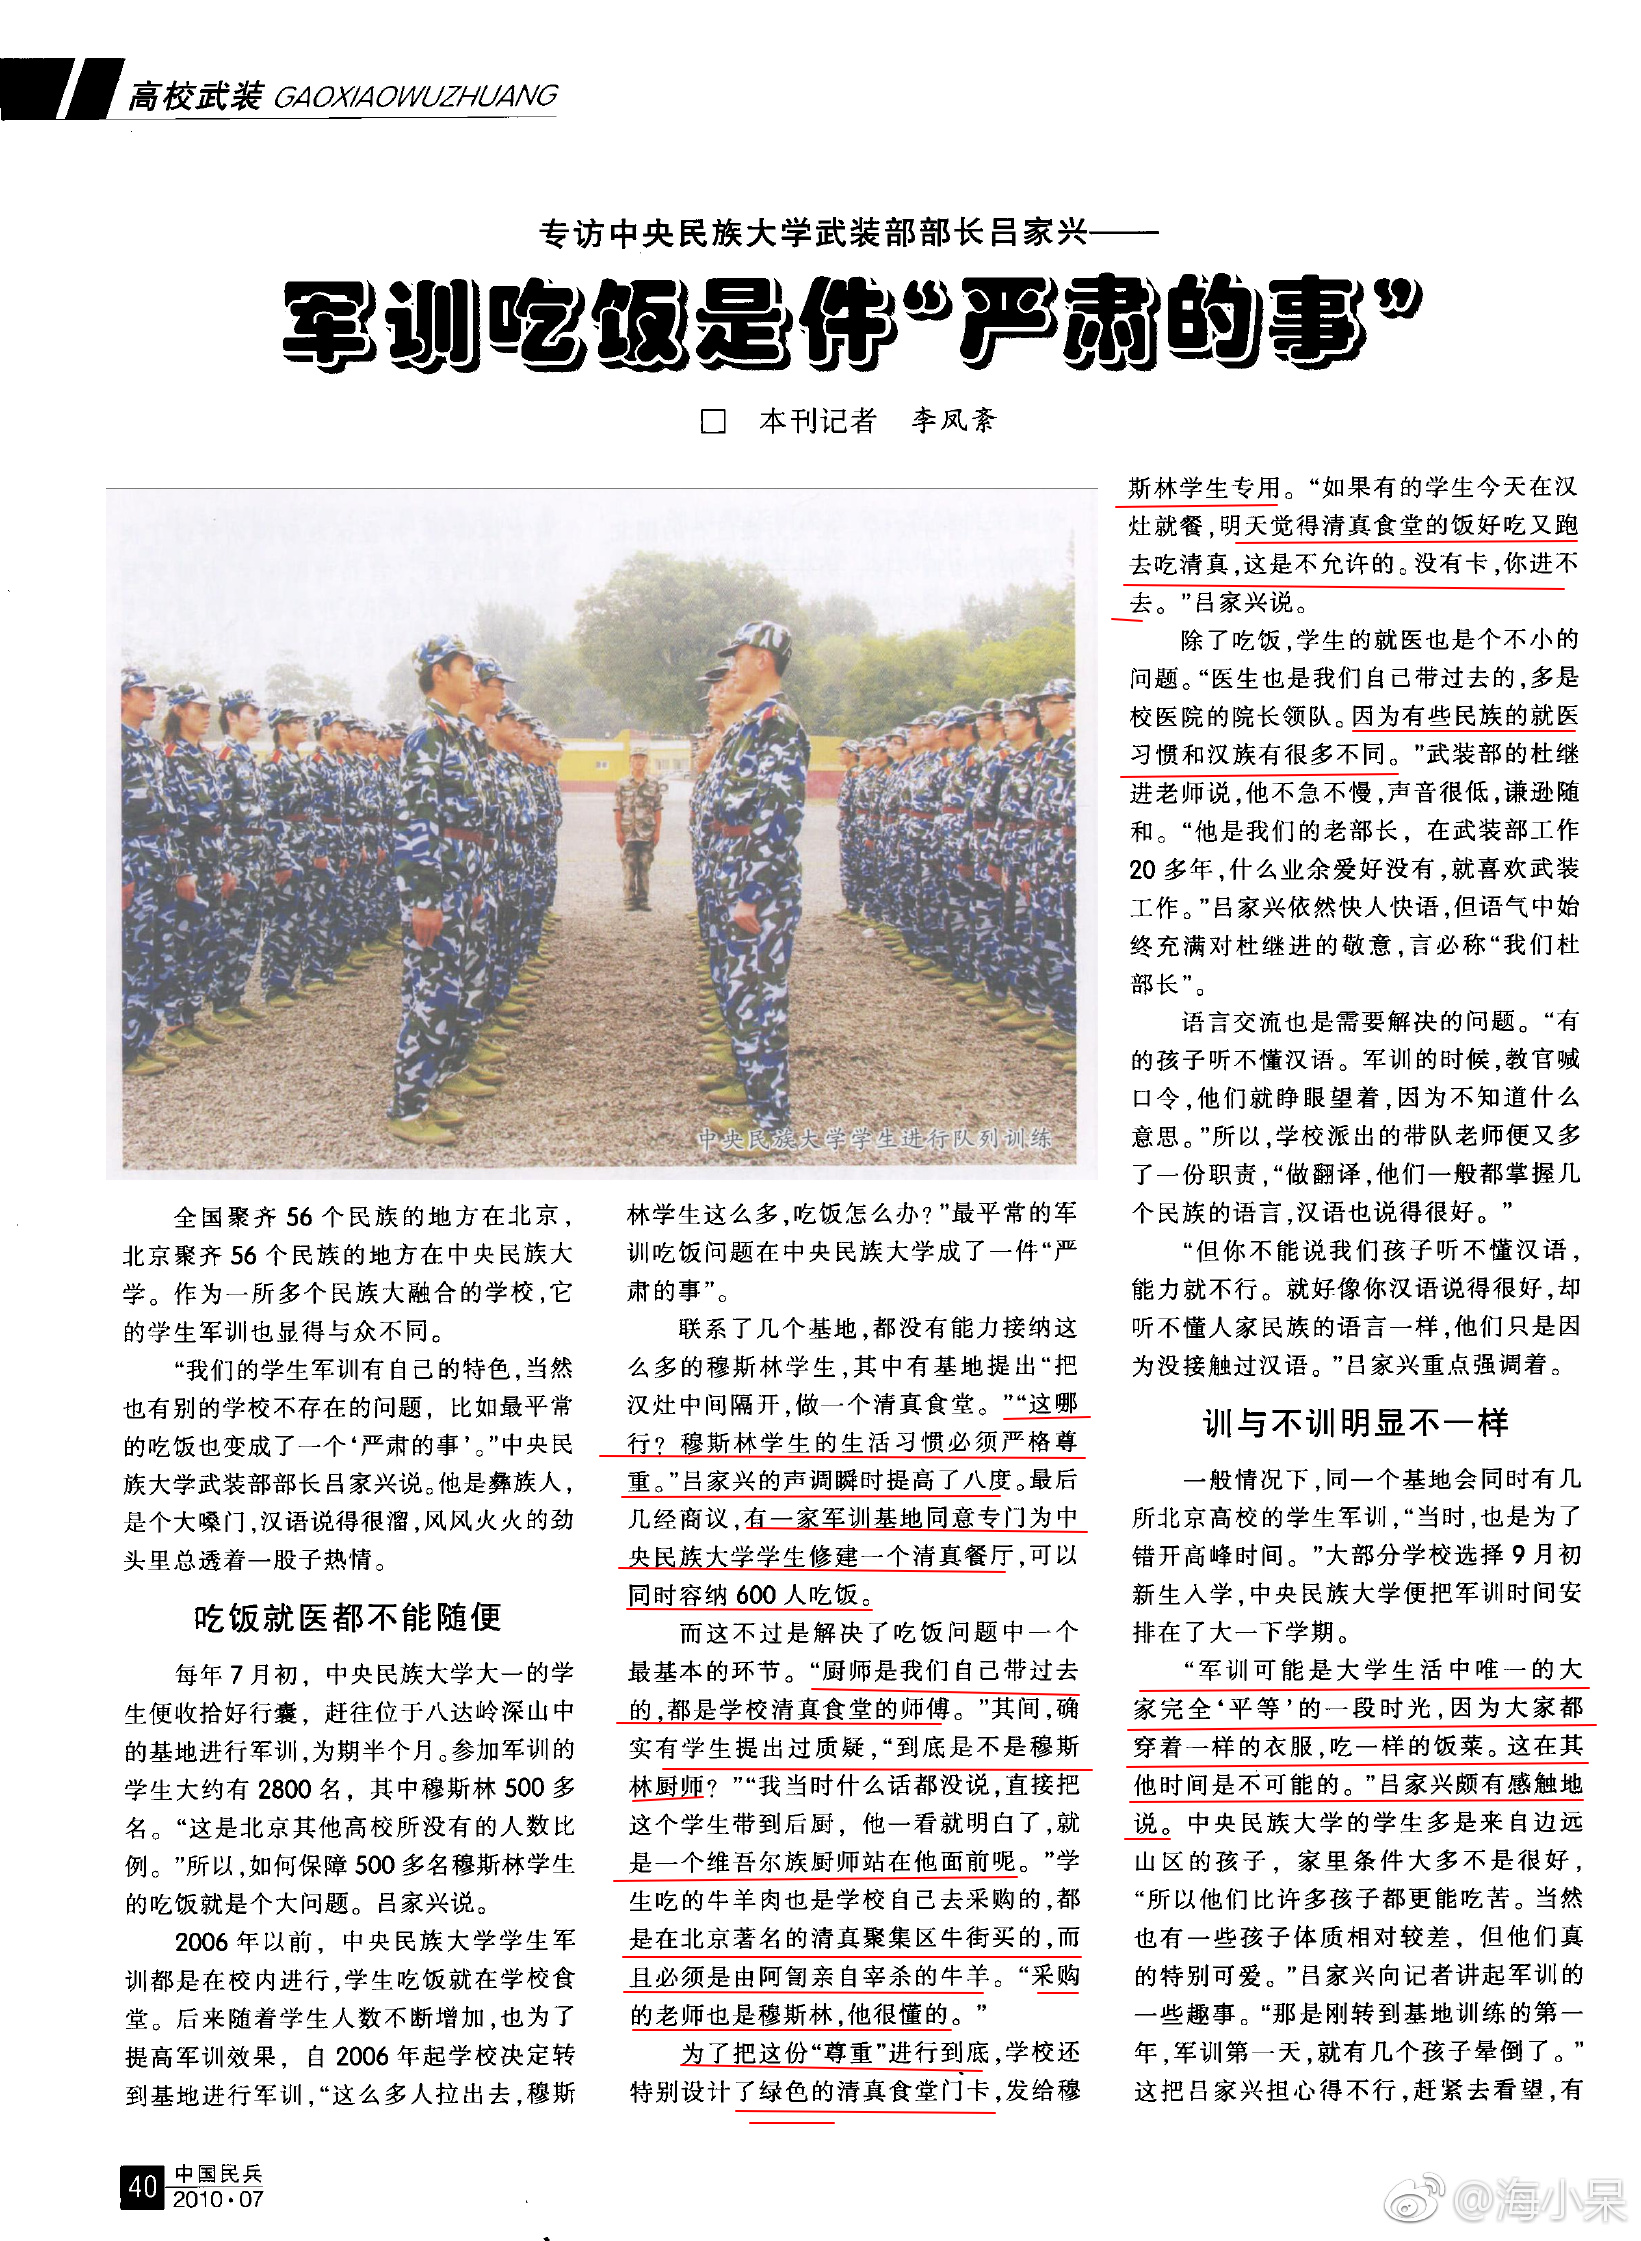 高校武装 GAOXIAOWUZHUANG
专访中央民族大学武装部部长吕家兴——
军训吃饭是件“严肃的事”
□ 本刊记者 李凤紊
中央民族大学学生进行队列训练
全国聚齐 56 个民族的地方在北京,
北京聚齐 56 个民族的地方在中央民族大
学。作为一所多个民族大融合的学校,它
的学生军训也显得与众不同。
“我们的学生军训有自己的特色,当然
也有别的学校不存在的问题, 比如最平常
的吃饭也变成了一个‘严肃的事’。”中央民
族大学武装部部长吕家兴说。他是彝族人,
是个大嗓门,汉语说得很溜,风风火火的劲
头里总透着一股子热情。
吃饭就医都不能随便
每年 7 月初, 中央民族大学大一的学
生便收拾好行囊, 赶往位于八达岭深山中
的基地进行军训,为期半个月。参加军训的
学生大约有 2800 名, 其中穆斯林 500 多
名。“这是北京其他高校所没有的人数比
例。”所以,如何保障 500 多名穆斯林学生
的吃饭就是个大问题。吕家兴说。
2006 年以前, 中央民族大学学生军
训都是在校内进行,学生吃饭就在学校食
堂。后来随着学生人数不断增加,也为了
提高军训效果, 自 2006 年起学校决定转
到基地进行军训,“这么多人拉出去,穆斯
林学生这么多,吃饭怎么办?”最平常的军
训吃饭问题在中央民族大学成了一件“严
肃的事”。
联系了几个基地,都没有能力接纳这
么多的穆斯林学生,其中有基地提出“把
汉灶中间隔开,做一个清真食堂。”“这哪
行? 穆斯林学生的生活习惯必须严格尊
重。”吕家兴的声调瞬时提高了八度。最后
几经商议,有一家军训基地同意专门为中
央民族大学学生修建一个清真餐厅,可以
同时容纳 600 人吃饭。
而这不过是解决了吃饭问题中一个
最基本的环节。“厨师是我们自己带过去
的,都是学校清真食堂的师傅。”其间,确
实有学生提出过质疑,“到底是不是穆斯
林厨师? ”“我当时什么话都没说,直接把
这个学生带到后厨, 他一看就明白了,就
是一个维吾尔族厨师站在他面前呢。”学
生吃的牛羊肉也是学校自己去采购的,都
是在北京著名的清真聚集区牛街买的,而
且必须是由阿訇亲自宰杀的牛羊。“采购
的老师也是穆斯林,他很懂的。”
为了把这份“尊重”进行到底,学校还
特别设计了绿色的清真食堂门卡,发给穆
斯林学生专用。“如果有的学生今天在汉
灶就餐,明天觉得清真食堂的饭好吃又跑
去吃清真,这是不允许的。没有卡,你进不
去。”吕家兴说。
除了吃饭,学生的就医也是个不小的
问题。“医生也是我们自己带过去的,多是
校医院的院长领队。因为有些民族的就医
习惯和汉族有很多不同。”武装部的杜继
进老师说,他不急不慢,声音很低,谦逊随
和。“他是我们的老部长, 在武装部工作
20 多年,什么业余爱好没有,就喜欢武装
工作。”吕家兴依然快人快语,但语气中始
终充满对杜继进的敬意,言必称“我们杜
部长”。
语言交流也是需要解决的问题。“有
的孩子听不懂汉语。军训的时候,教官喊
口令,他们就睁眼望着,因为不知道什么
意思。”所以,学校派出的带队老师便又多
了一份职责,“做翻译,他们一般都掌握几
个民族的语言,汉语也说得很好。”
“但你不能说我们孩子听不懂汉语,
能力就不行。就好像你汉语说得很好,却
听不懂人家民族的语言一样,他们只是因
为没接触过汉语。”吕家兴重点强调着。
训与不训明显不一样
一般情况下,同一个基地会同时有几
所北京高校的学生军训,“当时,也是为了
错开高峰时间。”大部分学校选择 9 月初
新生入学,中央民族大学便把军训时间安
排在了大一下学期。
“军训可能是大学生活中唯一的大
家完全‘平等’的一段时光,因为大家都
穿着一样的衣服,吃一样的饭菜。这在其
他时间是不可能的。”吕家兴颇有感触地
说。中央民族大学的学生多是来自边远
山区的孩子, 家里条件大多不是很好,
“所以他们比许多孩子都更能吃苦。当然
也有一些孩子体质相对较差, 但他们真
的特别可爱。”吕家兴向记者讲起军训的
一些趣事。“那是刚转到基地训练的第一
年,军训第一天,就有几个孩子晕倒了。”
这把吕家兴担心得不行,赶紧去看望,有
40 中国民兵
2010·07
@海小呆